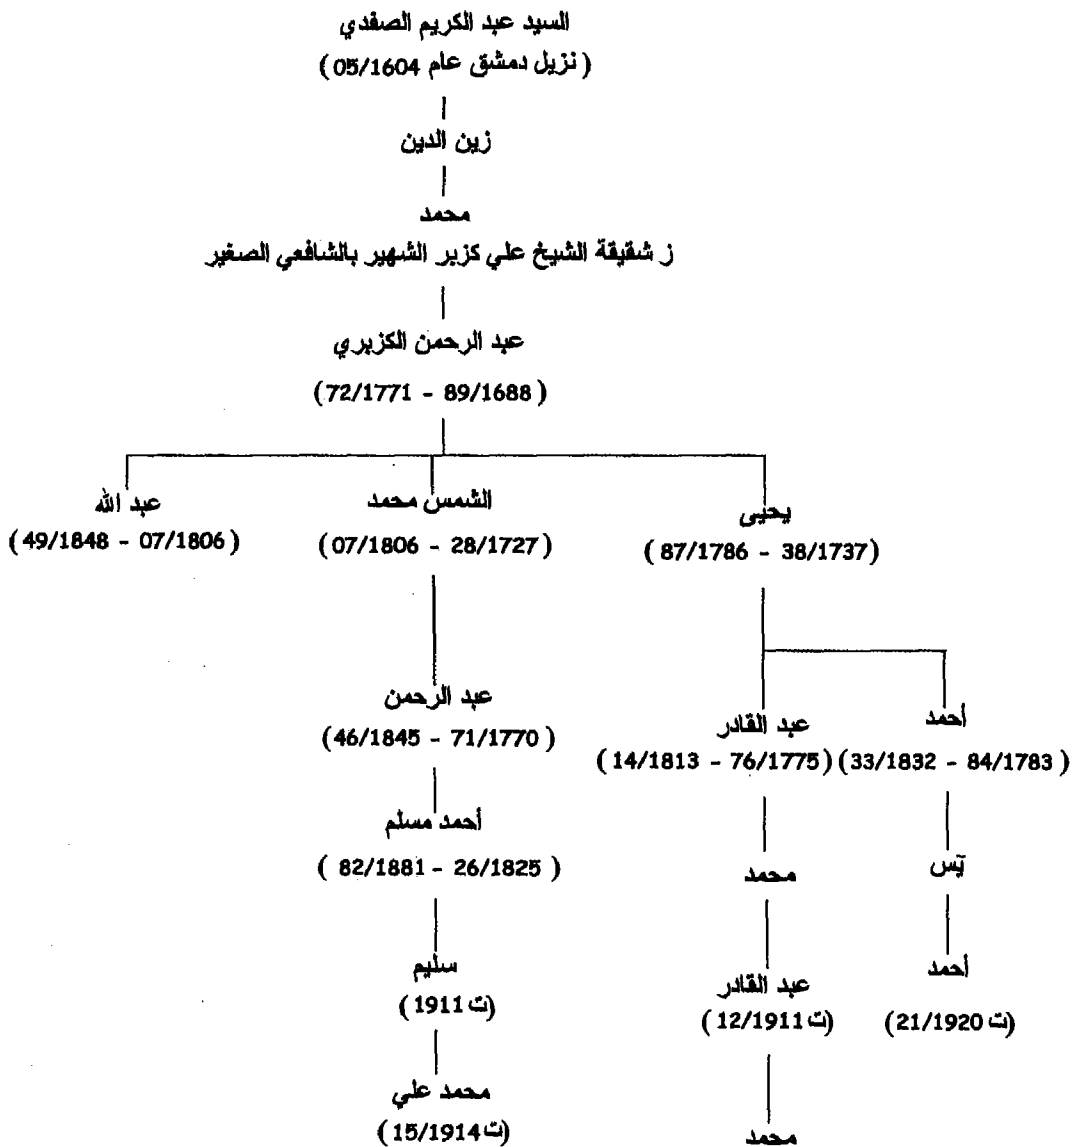 السيد عبد الكريم الصفدي
(نزيل دمشق عام 05/1604)
زين الدين
محمد
ز شقيقة الشيخ علي كزبر الشهير بالشافعي الصغير
عبد الرحمن الكزبري
(72/1771 - 89/1688)
يحيى
(87/1786 - 38/1737)
الشمس محمد
(07/1806 - 28/1727)
عبد الله
(49/1848 - 07/1806)
أحمد
(33/1832 - 84/1783)
عبد القادر
(14/1813 - 76/1775)
عبد الرحمن
(46/1845 - 71/1770)
أحمد مسلم
(82/1881 - 26/1825)
يٓس
محمد
سليم
(ت 1911)
أحمد
(ت 21/1920)
عبد القادر
(ت 12/1911)
محمد علي
(ت 15/1914)
محمد